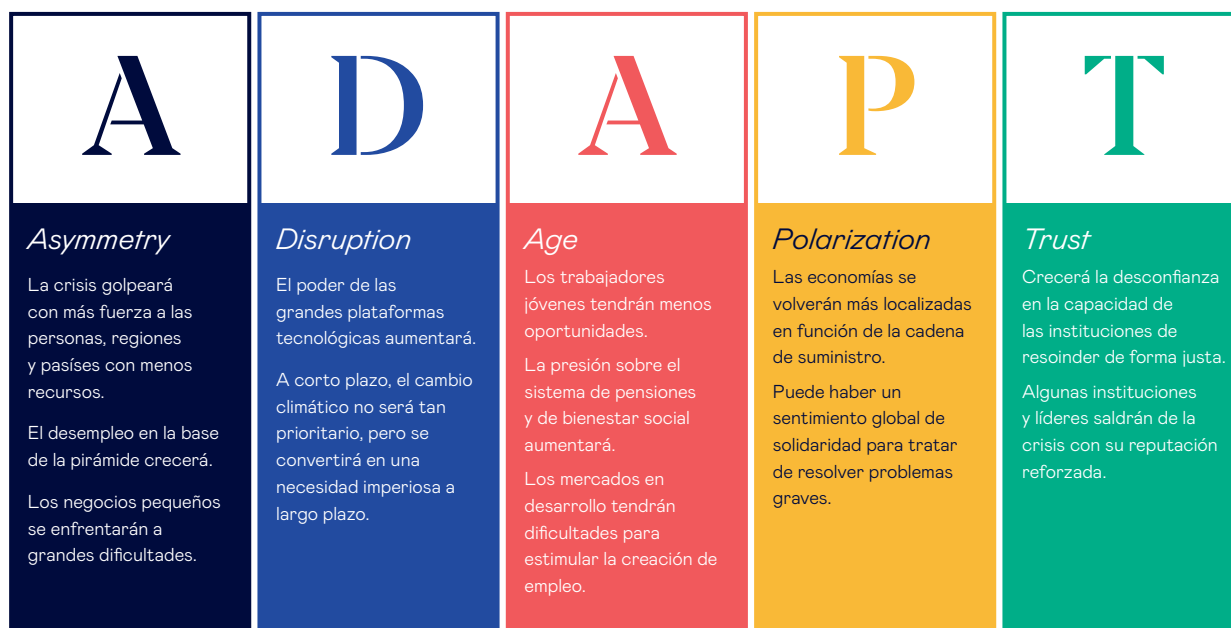 A
Asymmetry
La crisis golpeará
con más fuerza a las
personas, regiones
y pasíses con menos
recursos.
El desempleo en la base
de la pirámide crecerá.
Los negocios pequeños
se enfrentarán a
grandes dificultades.
D
Disruption
El poder de las
grandes plataformas
tecnológicas aumentará.
A corto plazo, el cambio
climático no será tan
prioritario, pero se
convertirá en una
necesidad imperiosa a
largo plazo.
A
Age
Los trabajadores
jóvenes tendrán menos
oportunidades.
La presión sobre el
sistema de pensiones
y de bienestar social
aumentará.
Los mercados en
desarrollo tendrán
dificultades para
estimular la creación de
empleo.
P
Polarization
Las economías se
volverán más localizadas
en función de la cadena
de suministro.
Puede haber un
sentimiento global de
solidaridad para tratar
de resolver problemas
graves.
T
Trust
Crecerá la desconfianza
en la capacidad de
las instituciones de
resoinder de forma justa.
Algunas instituciones
y líderes saldrán de la
crisis con su reputación
reforzada.